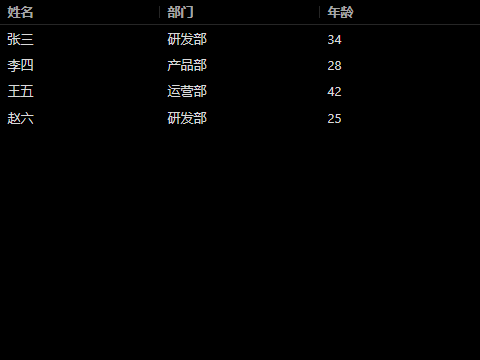 姓名 部门 年龄
张三 研发部 34
李四 产品部 28
王五 运营部 42
赵六 研发部 25